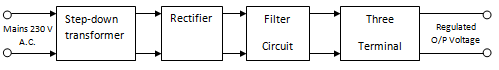 Mains 230 V
A.C.
Step-down
transformer
Rectifier
Filter
Circuit
Three
Terminal
Regulated
O/P Voltage